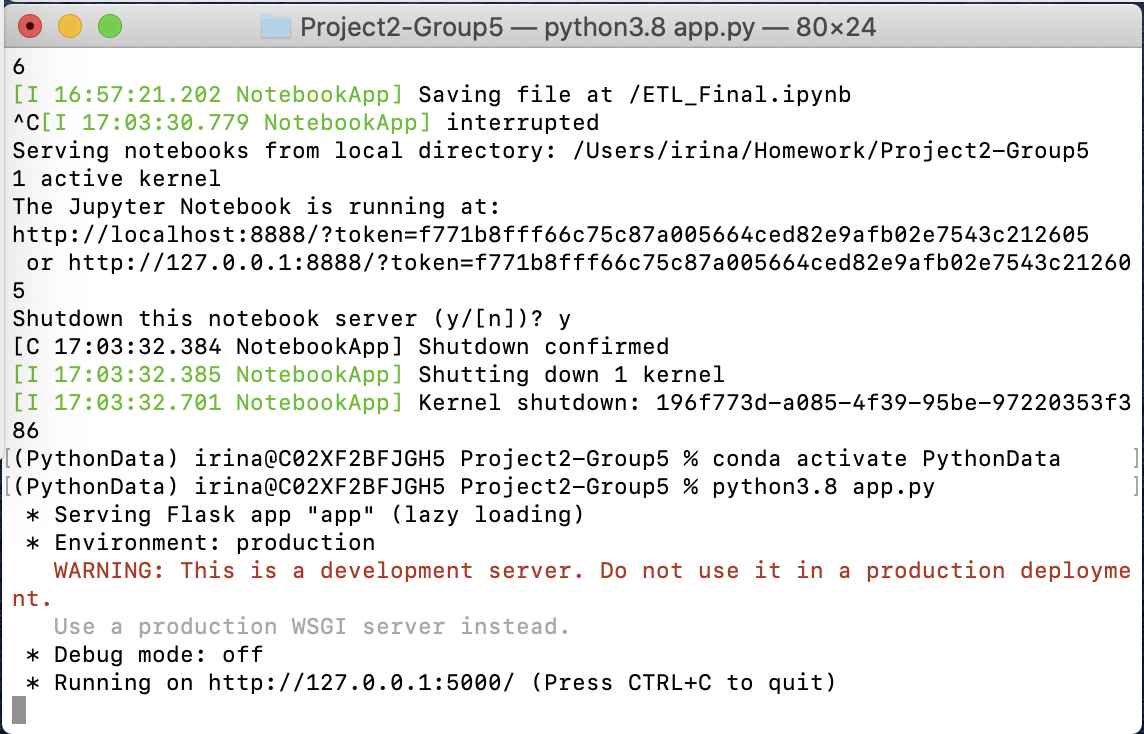 Project2-Group5 — python3.8 app.py — 80×24
6
[I 16:57:21.202 NotebookApp] Saving file at /ETL_Final.ipynb
^C[I 17:03:30.779 NotebookApp] interrupted
Serving notebooks from local directory: /Users/irina/Homework/Project2-Group5
1 active kernel
The Jupyter Notebook is running at:
http://localhost:8888/?token=f771b8fff66c75c87a005664ced82e9afb02e7543c212605
 or http://127.0.0.1:8888/?token=f771b8fff66c75c87a005664ced82e9afb02e7543c21260
5
Shutdown this notebook server (y/[n])? y
[C 17:03:32.384 NotebookApp] Shutdown confirmed
[I 17:03:32.385 NotebookApp] Shutting down 1 kernel
[I 17:03:32.701 NotebookApp] Kernel shutdown: 196f773d-a085-4f39-95be-97220353f3
86
[(PythonData) irina@C02XF2BFJGH5 Project2-Group5 % conda activate PythonData ]
[(PythonData) irina@C02XF2BFJGH5 Project2-Group5 % python3.8 app.py ]
 * Serving Flask app "app" (lazy loading)
 * Environment: production
   WARNING: This is a development server. Do not use it in a production deployme
nt.
   Use a production WSGI server instead.
 * Debug mode: off
 * Running on http://127.0.0.1:5000/ (Press CTRL+C to quit)